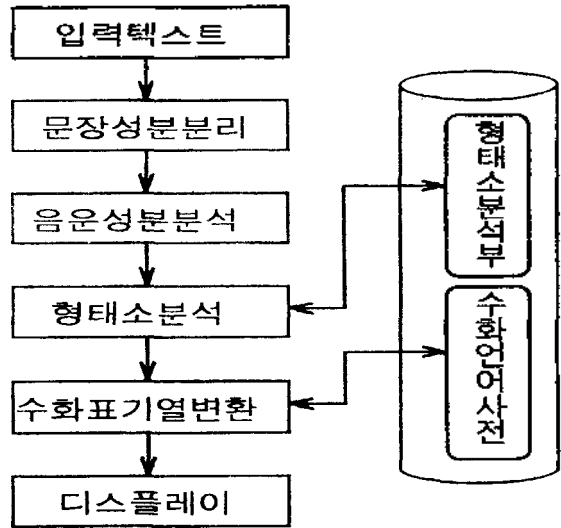 입력텍스트
문장성분분리
음운성분분석
형태소분석
수화표기열변환
디스플레이
형태소분석부
수화언어사전